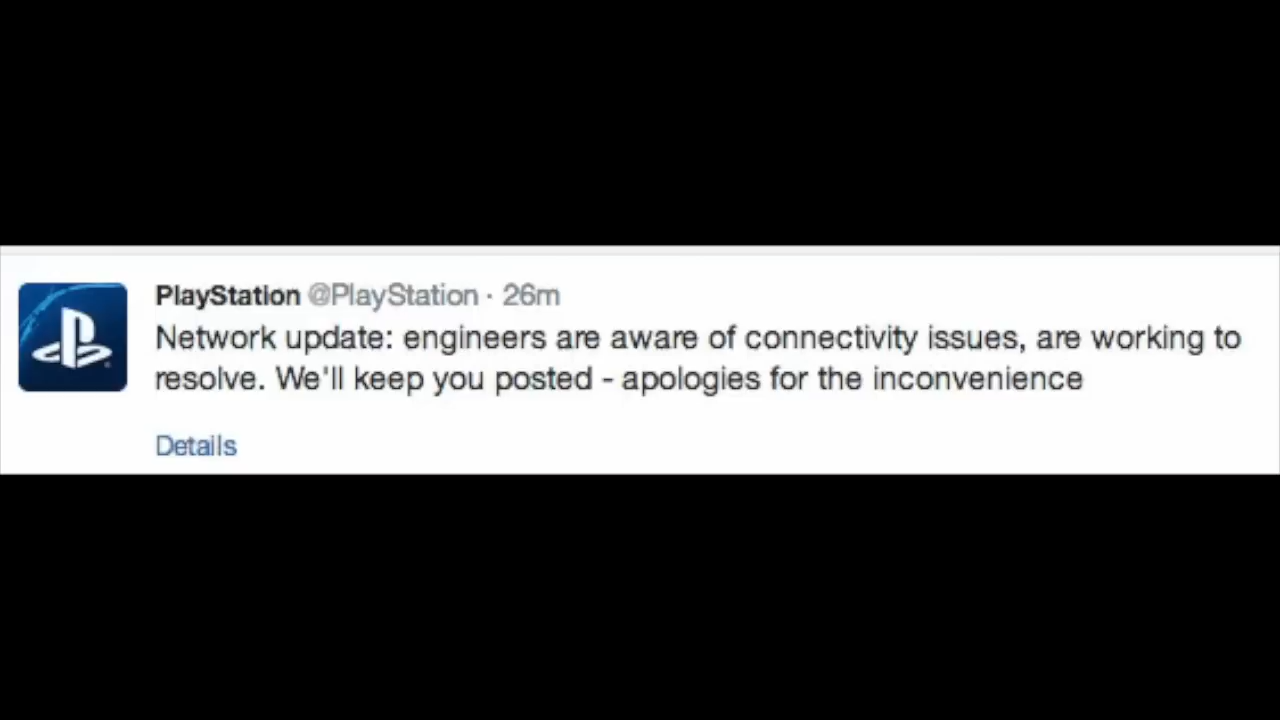 PlayStation @PlayStation · 26m
Network update: engineers are aware of connectivity issues, are working to
resolve. We'll keep you posted - apologies for the inconvenience
Details